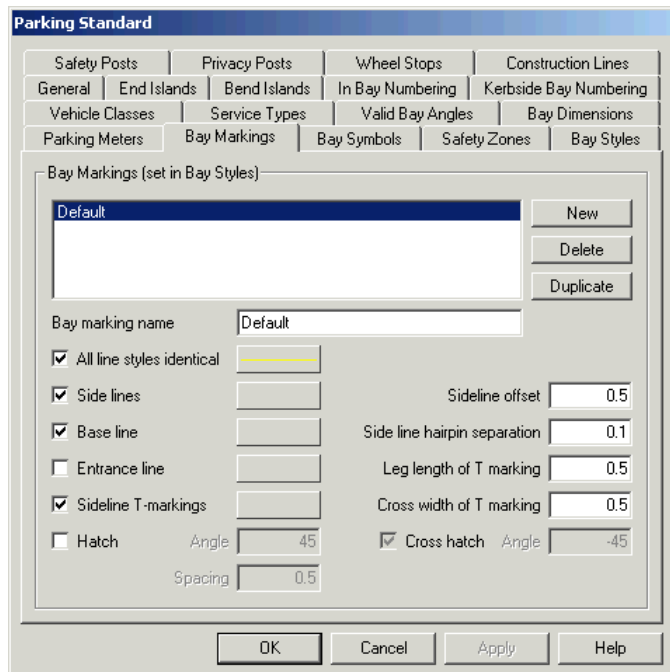 Parking Standard
Safety Posts Privacy Posts Wheel Stops Construction Lines
General End Islands Bend Islands In Bay Numbering Kerbside Bay Numbering
Vehicle Classes Service Types Valid Bay Angles Bay Dimensions
Parking Meters Bay Markings Bay Symbols Safety Zones Bay Styles
Bay Markings (set in Bay Styles)
Default New
Delete
Duplicate
Bay marking name Default
All line styles identical
Side lines Sideline offset 0.5
Base line Side line hairpin separation 0.1
Entrance line Leg length of T marking 0.5
Sideline T-markings Cross width of T marking 0.5
Hatch Angle 45 Cross hatch Angle -45
Spacing 0.5
OK Cancel Apply Help